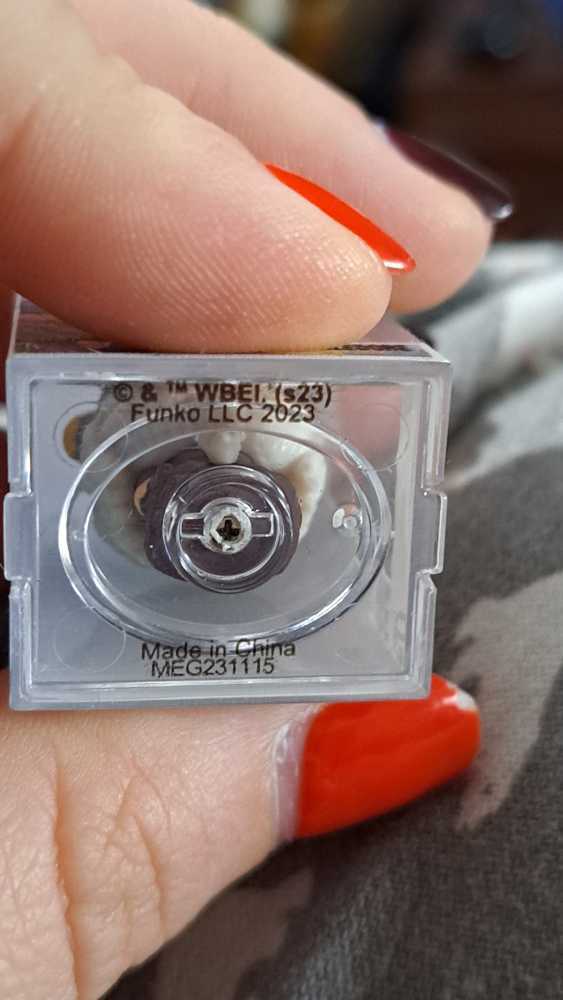 © & ™ WBEI. (s23)
Funko LLC 2023
Made in China
MEG231115